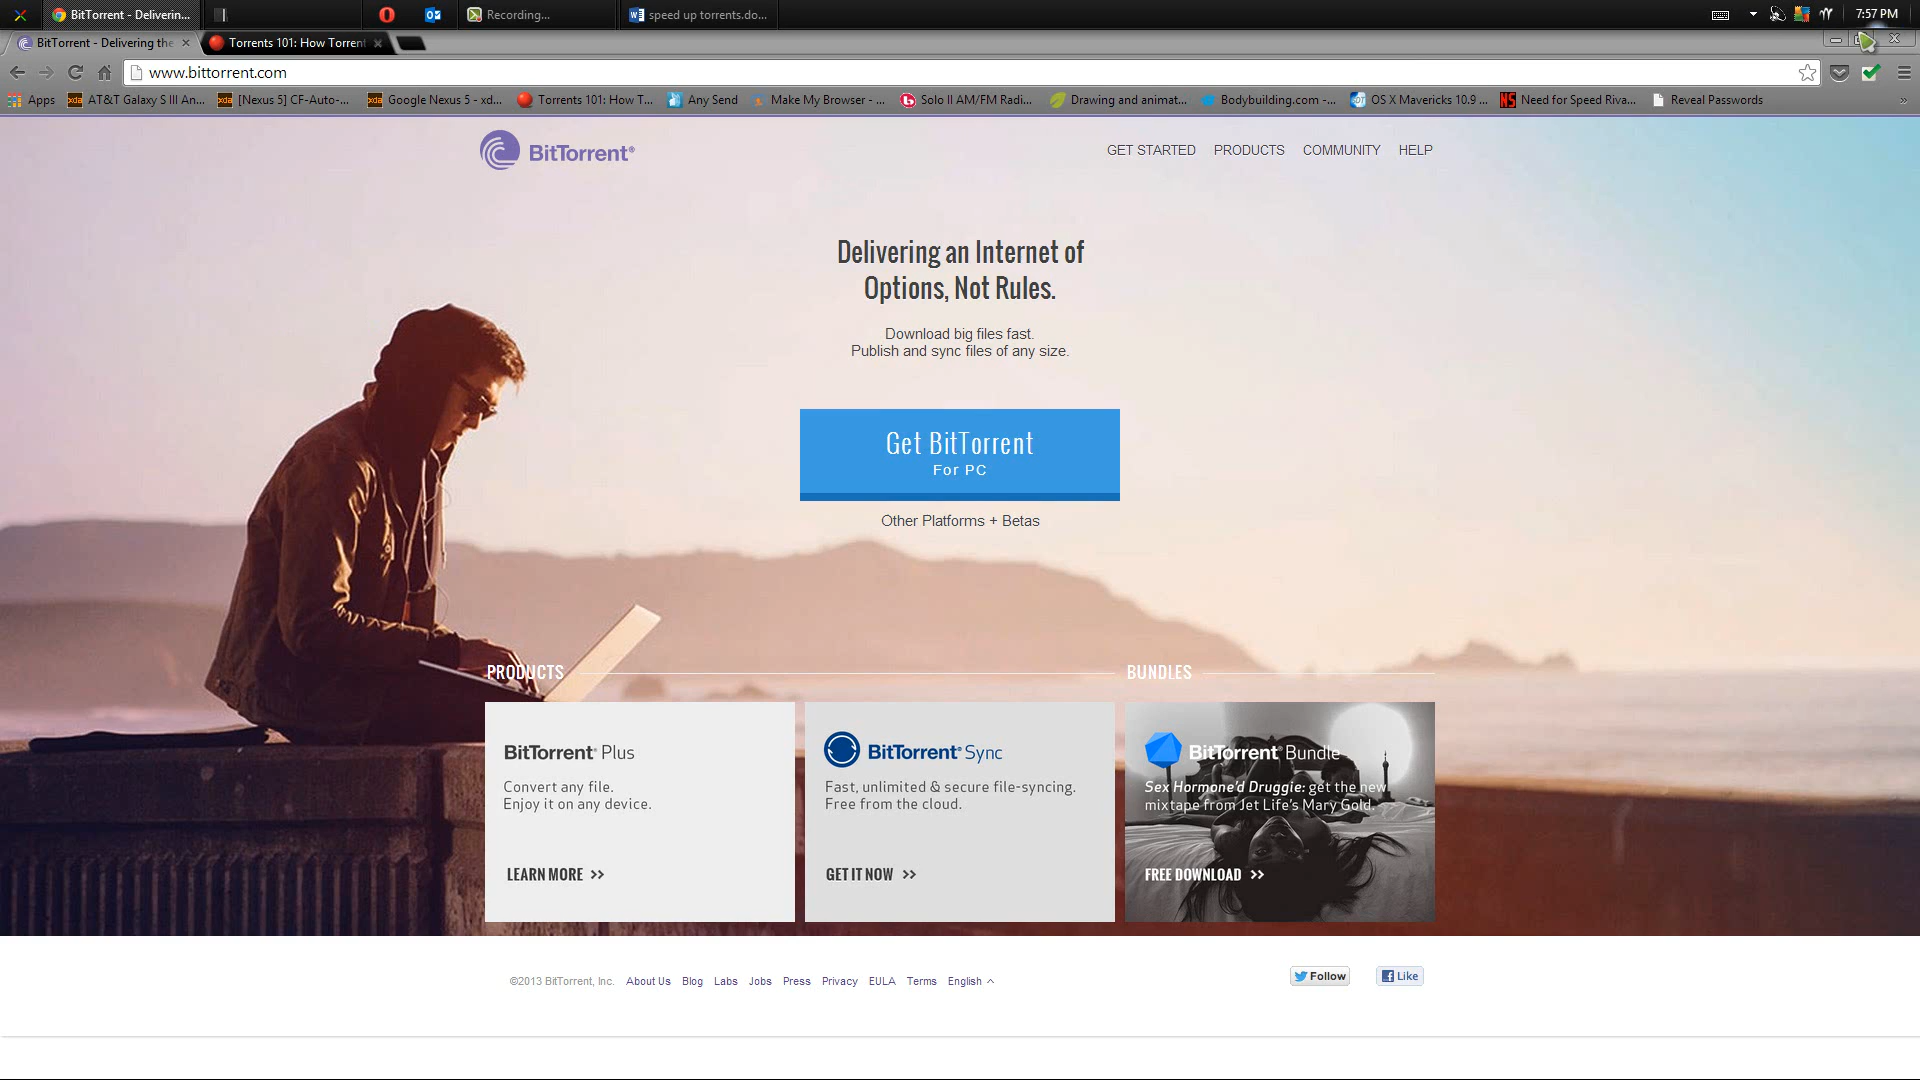 BitTorrent - Deliverin...
Recording...
speed up torrents.do...
7:57 PM
BitTorrent - Delivering the
Torrents 101: How Torrent
www.bittorrent.com
Apps
AT&T Galaxy S III An...
[Nexus 5] CF-Auto-...
Google Nexus 5 - xd...
Torrents 101: How T...
Any Send
Make My Browser - ...
Solo II AM/FM Radi...
Drawing and animat...
Bodybuilding.com -...
OS X Mavericks 10.9 ...
Need for Speed Riva...
Reveal Passwords
»
BitTorrent®
GET STARTED
PRODUCTS
COMMUNITY
HELP
Delivering an Internet of
Options, Not Rules.
Download big files fast.
Publish and sync files of any size.
Get BitTorrent
For PC
Other Platforms + Betas
PRODUCTS
BUNDLES
BitTorrent® Plus
Convert any file.
Enjoy it on any device.
LEARN MORE >>
BitTorrent® Sync
Fast, unlimited & secure file-syncing.
Free from the cloud.
GET IT NOW >>
BitTorrent® Bundle
Sex Hormone'd Druggie: get the new
mixtape from Jet Life's Mary Gold.
FREE DOWNLOAD >>
©2013 BitTorrent, Inc. About Us Blog Labs Jobs Press Privacy EULA Terms English
Follow
Like